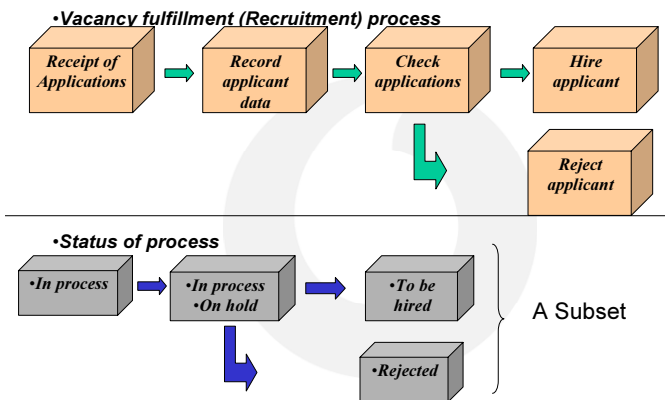 •Vacancy fulfillment (Recruitment) process
Receipt of
Applications
Record
applicant
data
Check
applications
Hire
applicant
Reject
applicant
•Status of process
•In process
•In process
•On hold
•To be
hired
•Rejected
A Subset